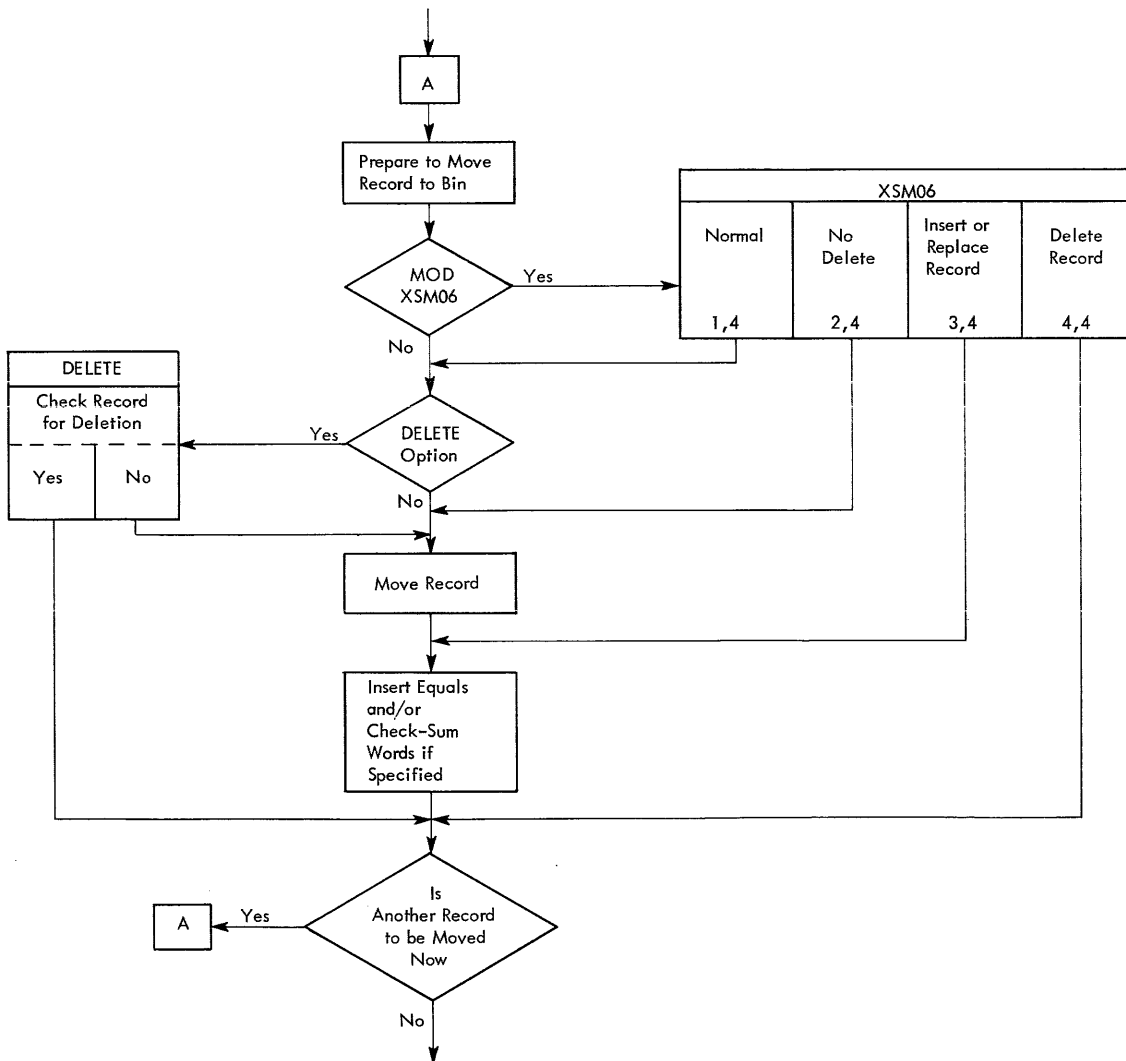 A
Prepare to Move
Record to Bin
XSM06
Normal
No
Delete
Insert or
Replace
Record
Delete
Record
1,4
2,4
3,4
4,4
MOD
XSM06
Yes
No
DELETE
Check Record
for Deletion
Yes
No
DELETE
Option
Yes
No
Move Record
Insert Equals
and/or
Check-Sum
Words if
Specified
Is
Another Record
to be Moved
Now
Yes
A
No